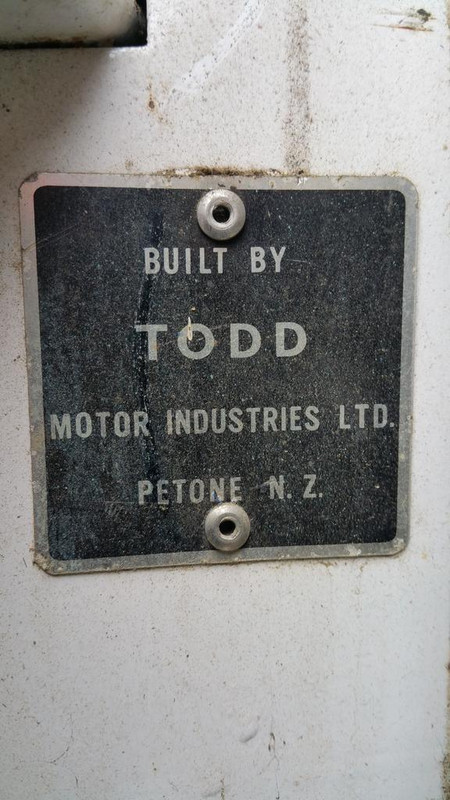 BUILT BY
TODD
MOTOR INDUSTRIES LTD.
PETONE N. Z.